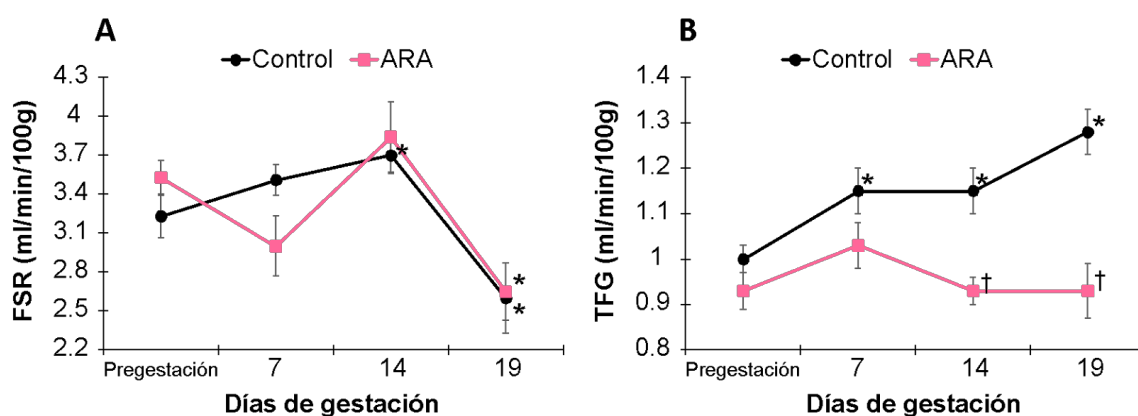 A
Control ARA
FSR (ml/min/100g)
4.3
4
3.7
3.4
3.1
2.8
2.5
2.2
*
*
*
Pregestación 7 14 19
Días de gestación
B
Control ARA
TFG (ml/min/100g)
1.4
1.3
1.2
1.1
1
0.9
0.8
*
*
*
†
†
Pregestación 7 14 19
Días de gestación